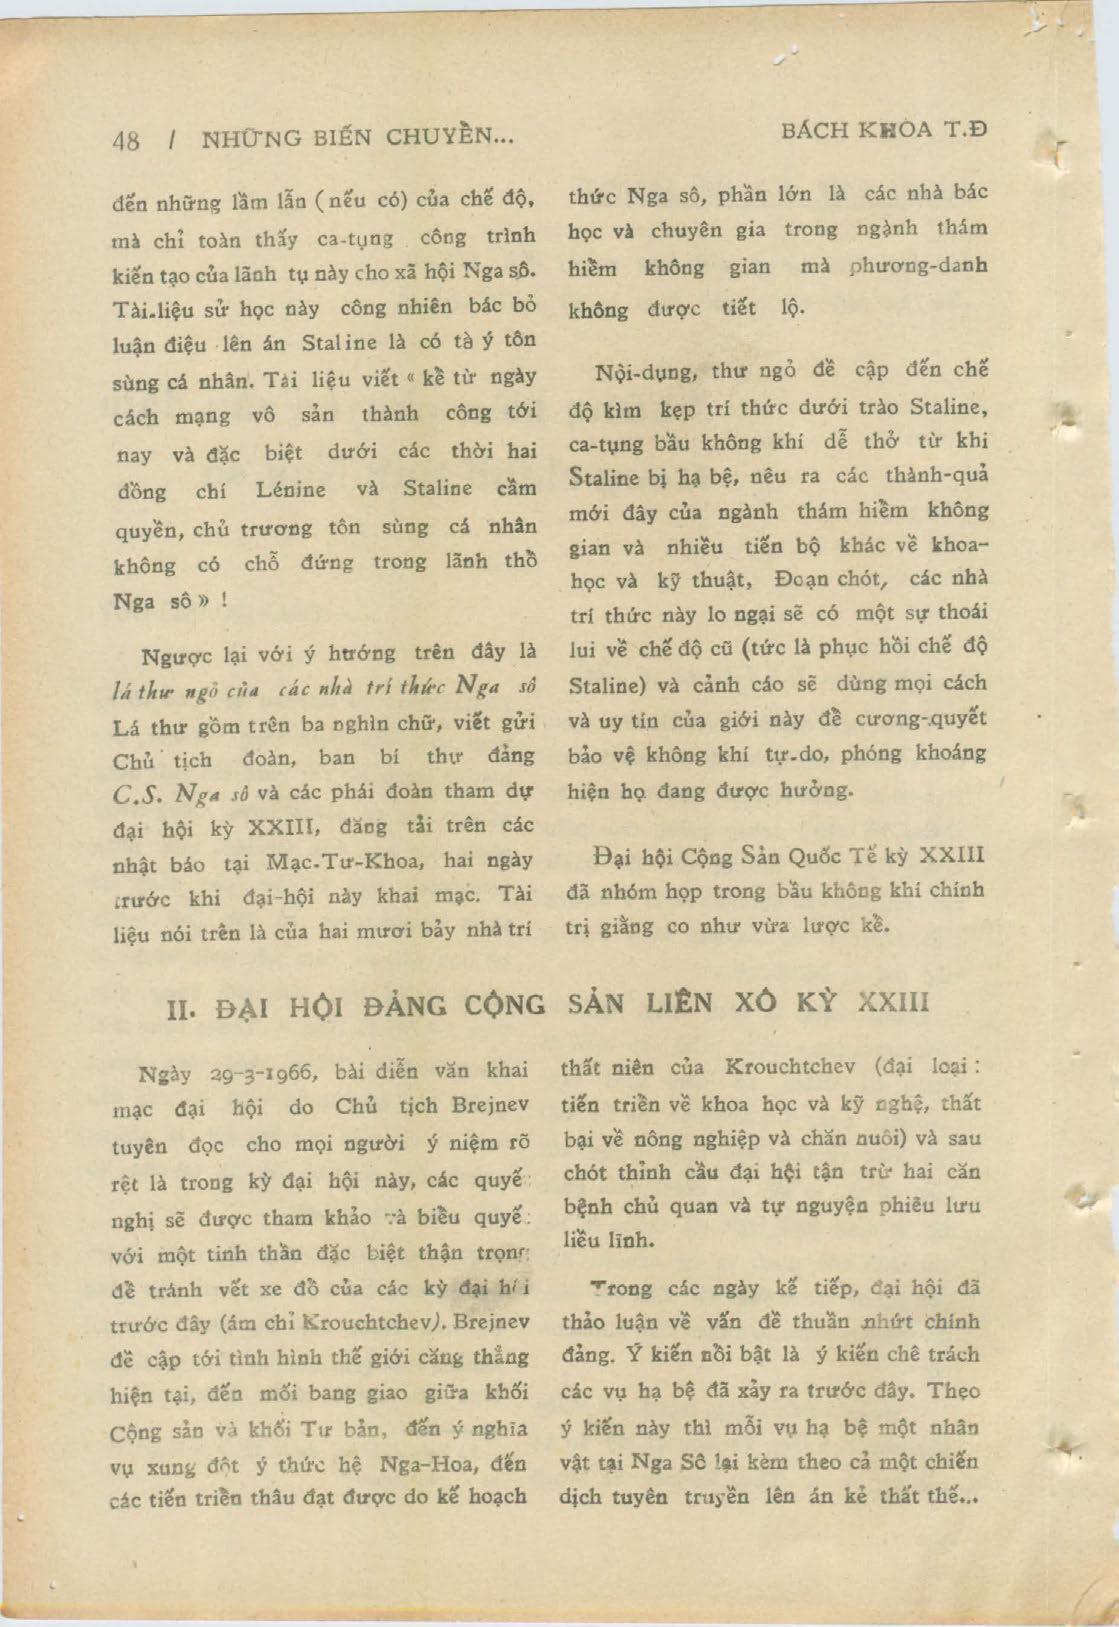 48 / NHỮNG BIẾN CHUYỂN...
BÁCH KHOA T.Đ
đến những lầm lẫn (nếu có) của chế độ,
mà chỉ toàn thấy ca-tụng công trình
kiến tạo của lãnh tụ này cho xã hội Nga sô.
Tài-liệu sử học này công nhiên bác bỏ
luận điệu lên án Staline là có tà ý tôn
sùng cá nhân. Tài liệu viết « kể từ ngày
cách mạng vô sản thành công tới
nay và đặc biệt dưới các thời hai
đồng chí Lénine và Staline cầm
quyền, chủ trương tôn sùng cá nhân
không có chỗ đứng trong lãnh thổ
Nga sô» !
Ngược lại với ý hướng trên đây là
lá thư ngỏ của các nhà trí thức Nga sô
Lá thư gồm trên ba nghìn chữ, viết gửi
Chủ tịch đoàn, ban bí thư đảng
C.S. Nga sô và các phái đoàn tham dự
đại hội kỳ XXIII, đăng tải trên các
nhật báo tại Mạc-Tư-Khoa, hai ngày
trước khi đại-hội này khai mạc. Tài
liệu nói trên là của hai mươi bảy nhà trí
thức Nga sô, phần lớn là các nhà bác
học và chuyên gia trong ngành thám
hiểm không gian mà phương-danh
không được tiết lộ.
Nội-dụng, thư ngỏ đề cập đến chế
độ kìm kẹp trí thức dưới trào Staline,
ca-tụng bầu không khí dễ thở từ khi
Staline bị hạ bệ, nêu ra các thành-quả
mới đây của ngành thám hiểm không
gian và nhiều tiến bộ khác về khoa-
học và kỹ thuật, Đoạn chót, các nhà
trí thức này lo ngại sẽ có một sự thoái
lui về chế độ cũ (tức là phục hồi chế độ
Staline) và cảnh cáo sẽ dùng mọi cách
và uy tín của giới này để cương-quyết
bảo vệ không khí tự-do, phóng khoáng
hiện họ đang được hưởng.
Đại hội Cộng Sản Quốc Tế kỳ XXIII
đã nhóm họp trong bầu không khí chính
trị giằng co như vừa lược kể.
II. ĐẠI HỘI ĐẢNG CỘNG SẢN LIÊN XÔ KỲ XXIII
Ngày 29-3-1966, bài diễn văn khai
mạc đại hội do Chủ tịch Brejnev
tuyên đọc cho mọi người ý niệm rõ
rệt là trong kỳ đại hội này, các quyế
nghị sẽ được tham khảo và biểu quyế
với một tinh thần đặc biệt thận trọng
để tránh vết xe đổ của các kỳ đại hội
trước đây (ám chỉ Krouchtchev). Brejnev
đề cập tới tình hình thế giới căng thẳng
hiện tại, đến mối bang giao giữa khối
Cộng sản và khối Tư bản, đến ý nghĩa
vụ xung đột ý thức hệ Nga-Hoa, đến
các tiến triển thâu đạt được do kế hoạch
thất niên của Krouchtchev (đại loại :
tiến triển về khoa học và kỹ nghệ, thất
bại về nông nghiệp và chăn nuôi) và sau
chót thỉnh cầu đại hội tận trừ hai căn
bệnh chủ quan và tự nguyện phiêu lưu
liều lĩnh.
Trong các ngày kế tiếp, đại hội đã
thảo luận về vấn đề thuần nhứt chính
đảng. Ý kiến nổi bật là ý kiến chê trách
các vụ hạ bệ đã xảy ra trước đây. Theo
ý kiến này thì mỗi vụ hạ bệ một nhân
vật tại Nga Sô lại kèm theo cả một chiến
dịch tuyên truyền lên án kẻ thất thế...